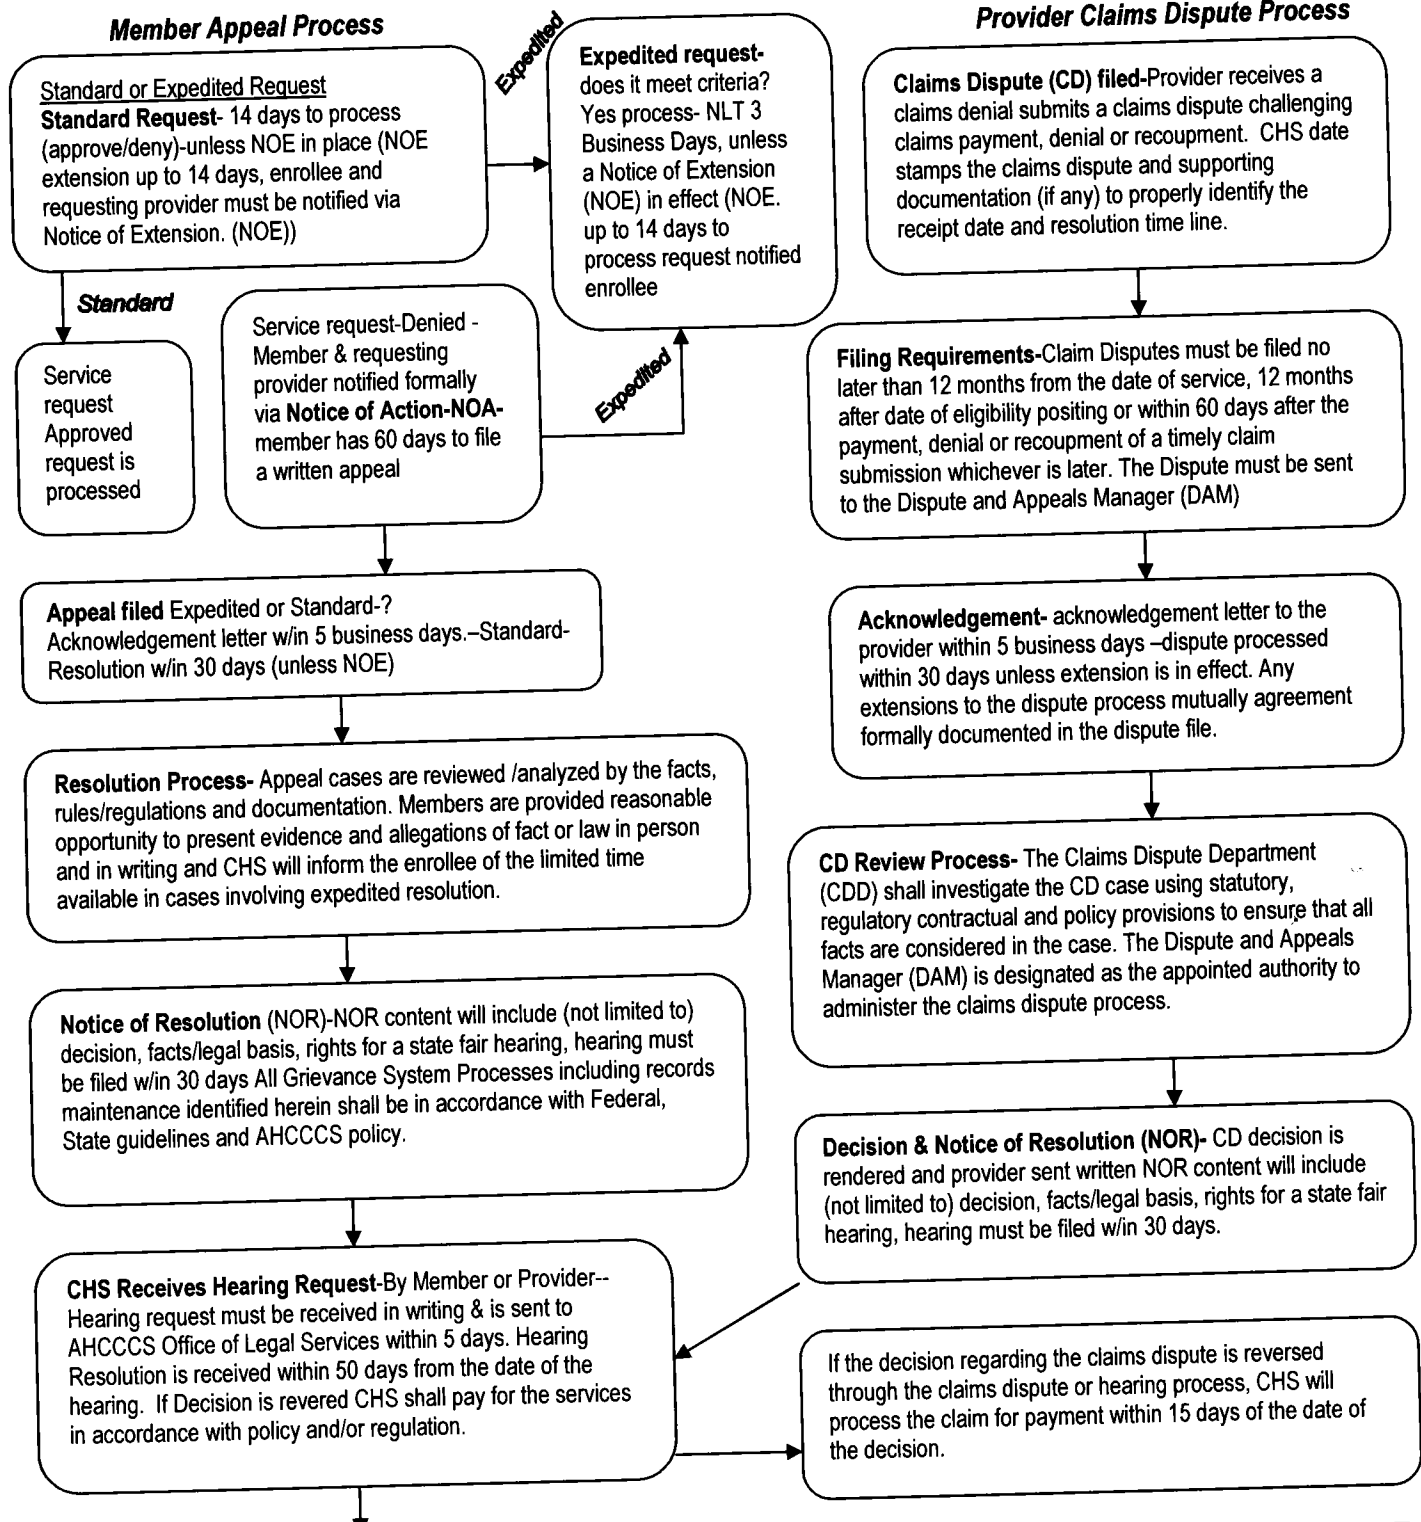 Member Appeal Process
Standard or Expedited Request
Standard Request- 14 days to process
(approve/deny)-unless NOE in place (NOE
extension up to 14 days, enrollee and
requesting provider must be notified via
Notice of Extension. (NOE))
Expedited
Expedited request-
does it meet criteria?
Yes process- NLT 3
Business Days, unless
a Notice of Extension
(NOE) in effect (NOE.
up to 14 days to
process request notified
enrollee
Standard
Service
request
Approved
request is
processed
Service request-Denied -
Member & requesting
provider notified formally
via Notice of Action-NOA-
member has 60 days to file
a written appeal
Expedited
Appeal filed Expedited or Standard-?
Acknowledgement letter w/in 5 business days.–Standard-
Resolution w/in 30 days (unless NOE)
Resolution Process- Appeal cases are reviewed /analyzed by the facts,
rules/regulations and documentation. Members are provided reasonable
opportunity to present evidence and allegations of fact or law in person
and in writing and CHS will inform the enrollee of the limited time
available in cases involving expedited resolution.
Notice of Resolution (NOR)-NOR content will include (not limited to)
decision, facts/legal basis, rights for a state fair hearing, hearing must
be filed w/in 30 days All Grievance System Processes including records
maintenance identified herein shall be in accordance with Federal,
State guidelines and AHCCCS policy.
CHS Receives Hearing Request-By Member or Provider--
Hearing request must be received in writing & is sent to
AHCCCS Office of Legal Services within 5 days. Hearing
Resolution is received within 50 days from the date of the
hearing. If Decision is revered CHS shall pay for the services
in accordance with policy and/or regulation.
Provider Claims Dispute Process
Claims Dispute (CD) filed-Provider receives a
claims denial submits a claims dispute challenging
claims payment, denial or recoupment. CHS date
stamps the claims dispute and supporting
documentation (if any) to properly identify the
receipt date and resolution time line.
Filing Requirements-Claim Disputes must be filed no
later than 12 months from the date of service, 12 months
after date of eligibility positing or within 60 days after the
payment, denial or recoupment of a timely claim
submission whichever is later. The Dispute must be sent
to the Dispute and Appeals Manager (DAM)
Acknowledgement- acknowledgement letter to the
provider within 5 business days –dispute processed
within 30 days unless extension is in effect. Any
extensions to the dispute process mutually agreement
formally documented in the dispute file.
CD Review Process- The Claims Dispute Department
(CDD) shall investigate the CD case using statutory,
regulatory contractual and policy provisions to ensure that all
facts are considered in the case. The Dispute and Appeals
Manager (DAM) is designated as the appointed authority to
administer the claims dispute process.
Decision & Notice of Resolution (NOR)- CD decision is
rendered and provider sent written NOR content will include
(not limited to) decision, facts/legal basis, rights for a state fair
hearing, hearing must be filed w/in 30 days.
If the decision regarding the claims dispute is reversed
through the claims dispute or hearing process, CHS will
process the claim for payment within 15 days of the date of
the decision.